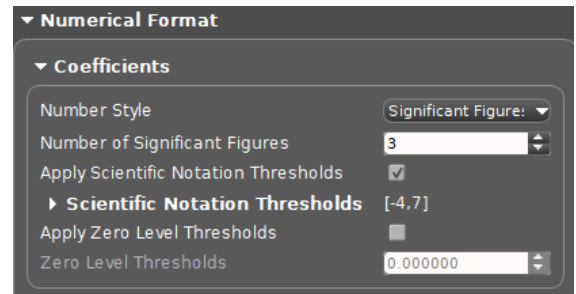 Numerical Format
Coefficients
Number Style Significant Figure:
Number of Significant Figures 3
Apply Scientific Notation Thresholds
Scientific Notation Thresholds [-4,7]
Apply Zero Level Thresholds
Zero Level Thresholds 0.000000